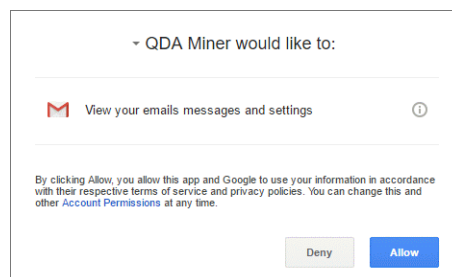 QDA Miner would like to:
View your emails messages and settings
By clicking Allow, you allow this app and Google to use your information in accordance
with their respective terms of service and privacy policies. You can change this and
other Account Permissions at any time.
Deny Allow